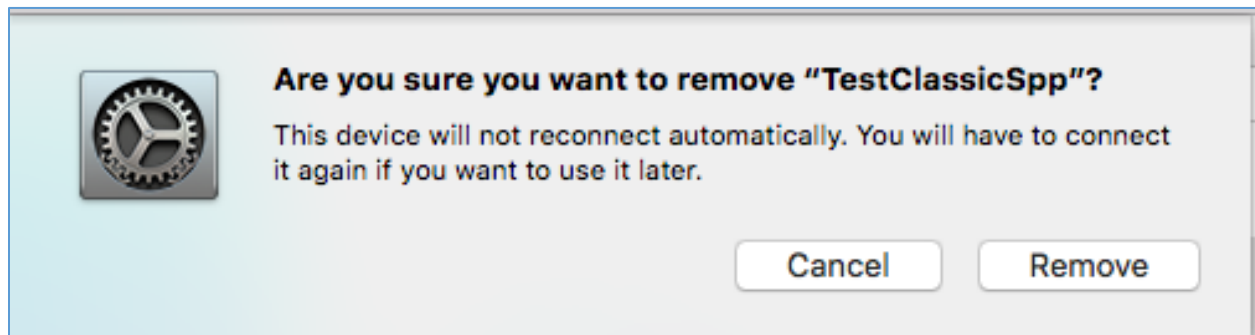 Are you sure you want to remove “TestClassicSpp”?
This device will not reconnect automatically. You will have to connect
it again if you want to use it later.
Cancel
Remove